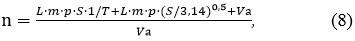 n = (L·m·p·S·1/T+L·m·p·(S/3,14)^0,5+Va)/Va, (8)